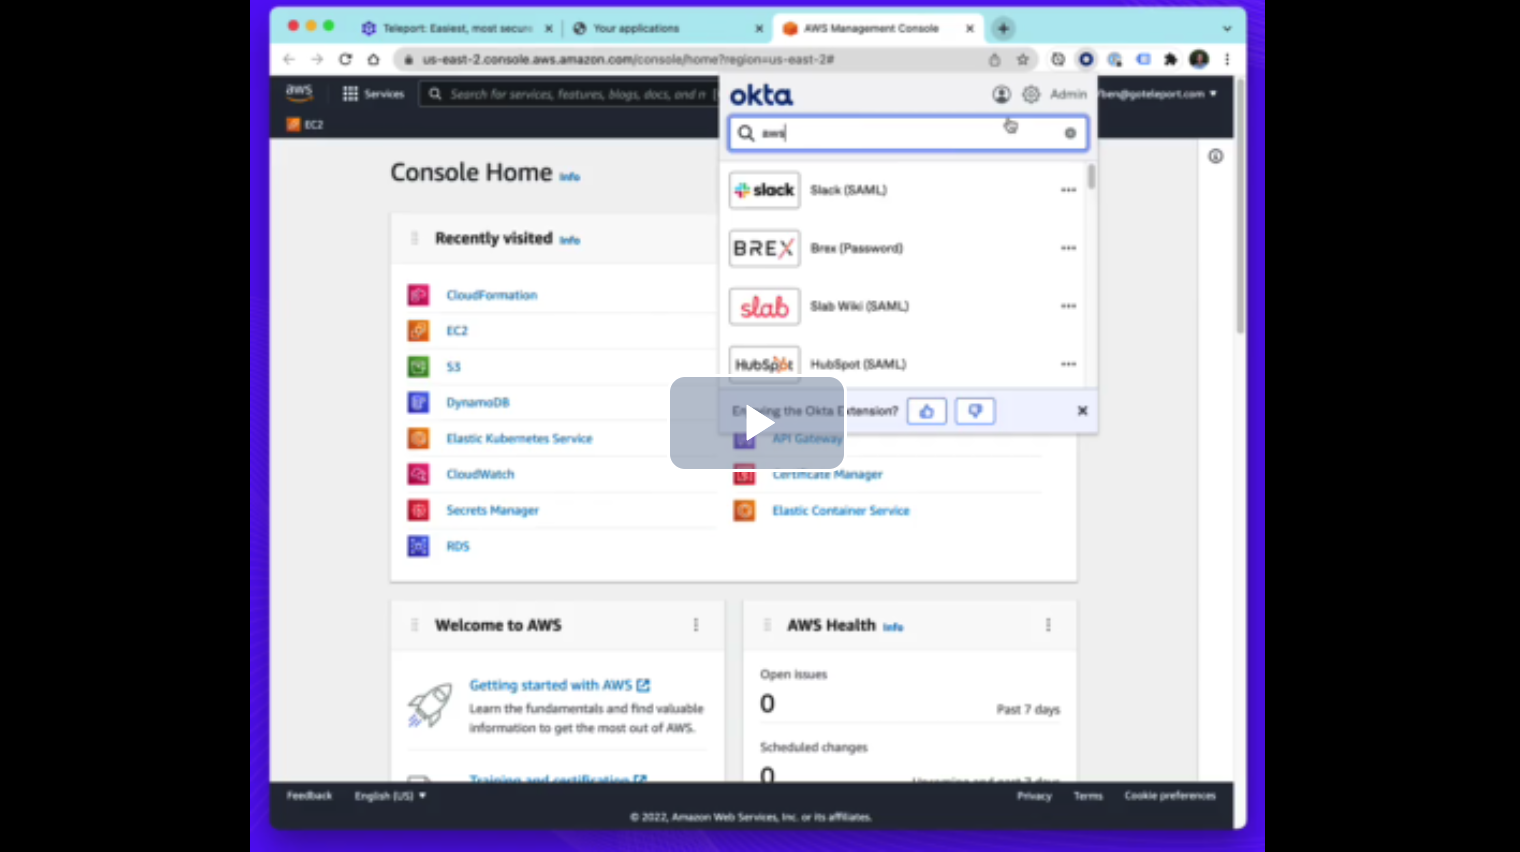 Teleport: Easiest, most secure
Your applications
AWS Management Console
us-east-2.console.aws.amazon.com/console/home?region=us-east-2#
aws
Services
Search for services, features, blogs, docs, and n
okta
Admin
ben@goteleport.com
EC2
aws
Console Home Info
Slack Slack (SAML)
Recently visited Info
BREX Brex (Password)
CloudFormation
slab Slab Wiki (SAML)
EC2
HubSpot HubSpot (SAML)
S3
DynamoDB
Enjoying the Okta Extension?
Elastic Kubernetes Service
API Gateway
CloudWatch
Certificate Manager
Secrets Manager
Elastic Container Service
RDS
Welcome to AWS
AWS Health Info
Getting started with AWS
Learn the fundamentals and find valuable
information to get the most out of AWS.
Training and certification
Open issues
0
Past 7 days
Scheduled changes
0
Upcoming and past 7 days
Feedback
English (US)
Privacy
Terms
Cookie preferences
© 2022, Amazon Web Services, Inc. or its affiliates.